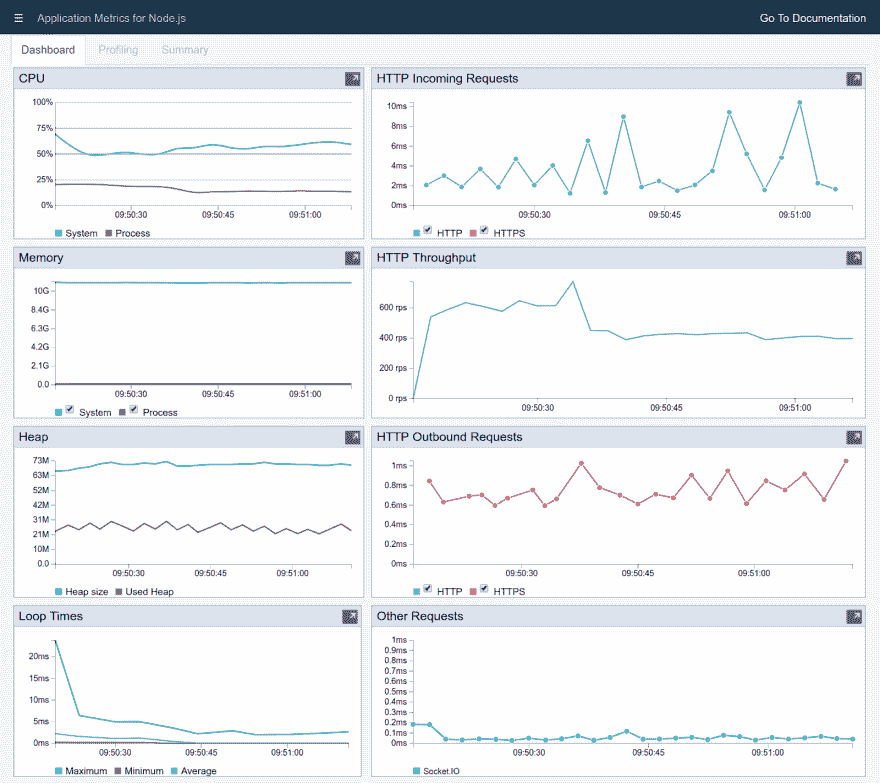 Application Metrics for Node.js Go To Documentation
Dashboard Profiling Summary
CPU
100%
75%
50%
25%
0%
09:50:30 09:50:45 09:51:00
System Process
HTTP Incoming Requests
10ms
8ms
6ms
4ms
2ms
0ms
09:50:30 09:50:45 09:51:00
HTTP HTTPS
Memory
10G
8.4G
6.3G
4.2G
2.1G
0.0
09:50:30 09:50:45 09:51:00
System Process
HTTP Throughput
600 rps
400 rps
200 rps
0 rps
09:50:30 09:50:45 09:51:00
Heap
73M
63M
52M
42M
31M
21M
10M
0.0
09:50:30 09:50:45 09:51:00
Heap size Used Heap
HTTP Outbound Requests
1ms
0.8ms
0.6ms
0.4ms
0.2ms
0ms
09:50:30 09:50:45 09:51:00
HTTP HTTPS
Loop Times
20ms
15ms
10ms
5ms
0ms
09:50:30 09:50:45 09:51:00
Maximum Minimum Average
Other Requests
1ms
0.9ms
0.8ms
0.7ms
0.6ms
0.5ms
0.4ms
0.3ms
0.2ms
0.1ms
0ms
09:50:30 09:50:45 09:51:00
Socket.IO